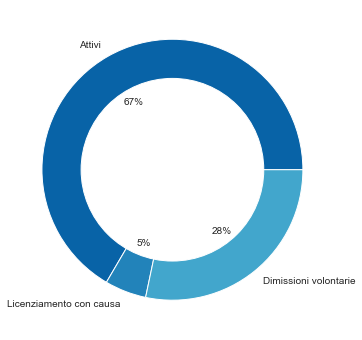 Attivi
67%
28%
5%
Dimissioni volontarie
Licenziamento con causa